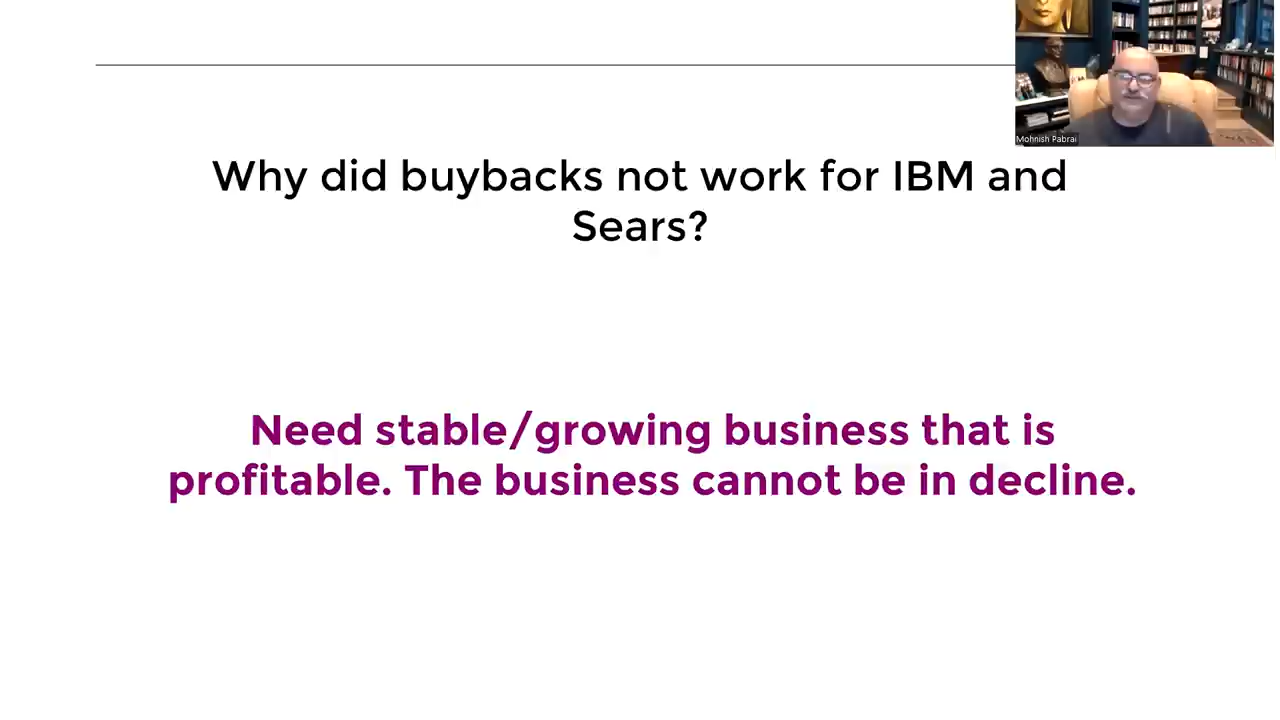 Mohnish Pabrai
Why did buybacks not work for IBM and
Sears?
Need stable/growing business that is
profitable. The business cannot be in decline.